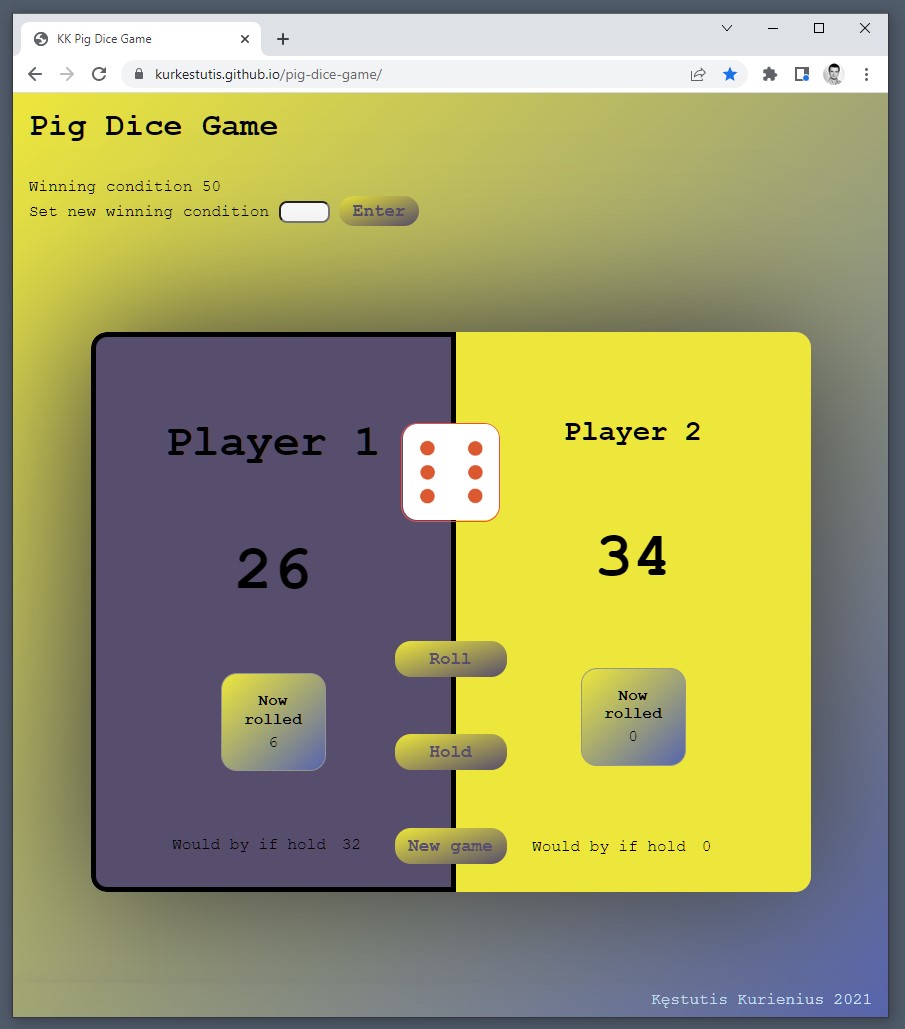 KK Pig Dice Game
kurkestutis.github.io/pig-dice-game/
Pig Dice Game
Winning condition 50
Set new winning condition
Enter
Player 1
26
Now
rolled
6
Would by if hold 32
Player 2
34
Now
rolled
0
Would by if hold 0
Roll
Hold
New game
Kęstutis Kurienius 2021